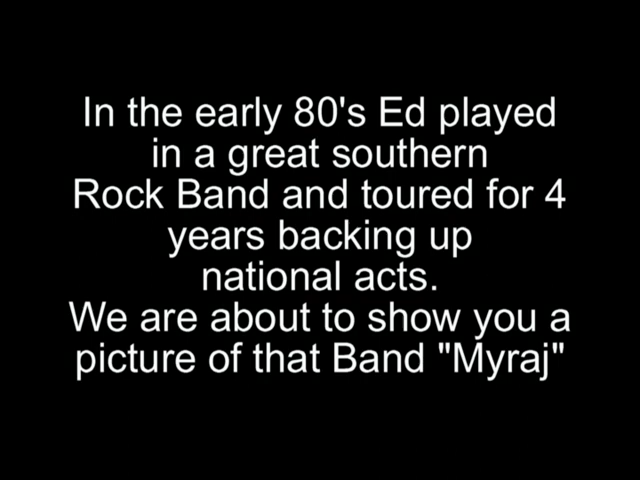 In the early 80's Ed played
in a great southern
Rock Band and toured for 4
years backing up
national acts.
We are about to show you a
picture of that Band "Myraj"